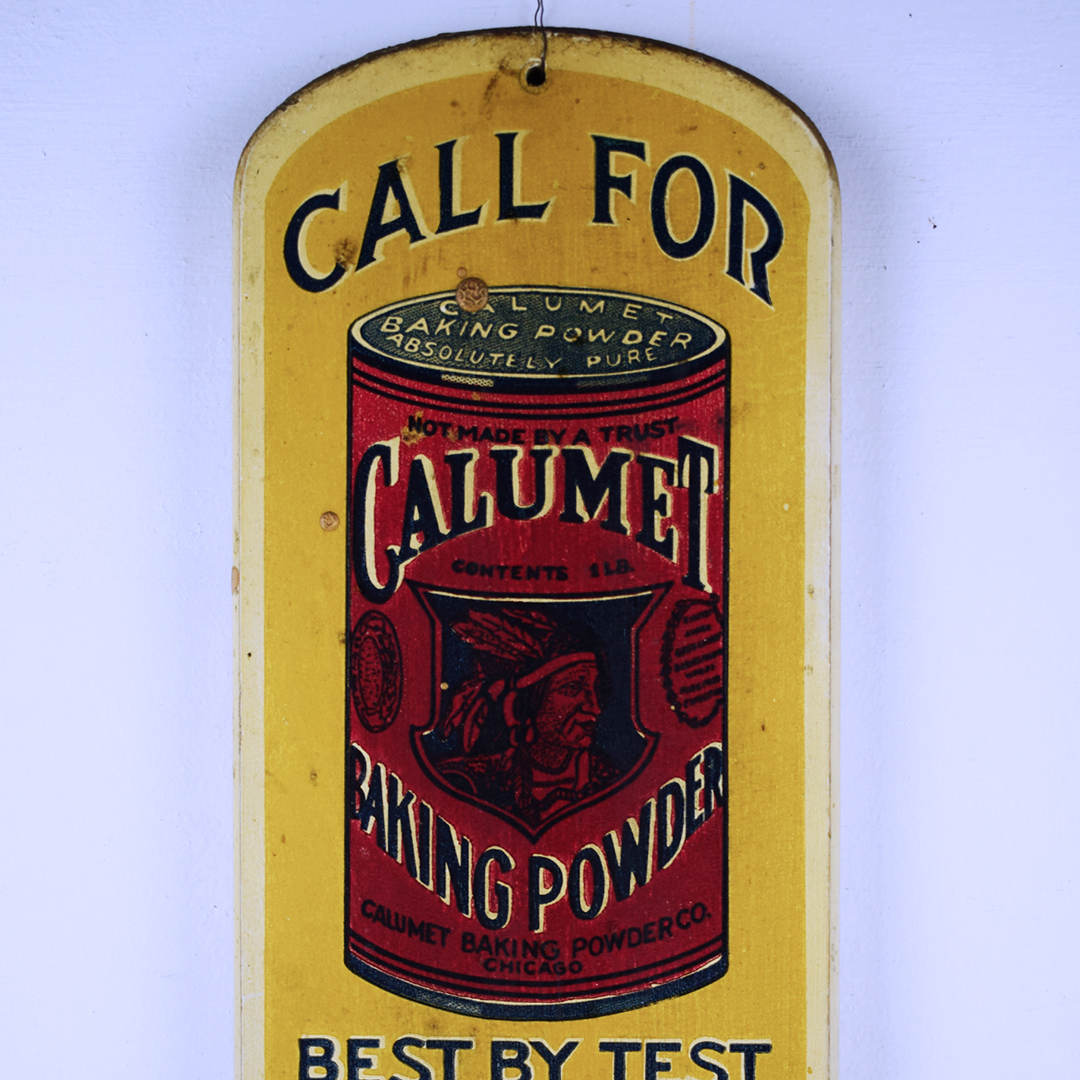 CALL FOR
CALUMET
BAKING POWDER
ABSOLUTELY PURE
NOT MADE BY A TRUST
CALUMET
CONTENTS 1 LB.
BAKING POWDER
CALUMET BAKING POWDER CO.
CHICAGO
BEST BY TEST